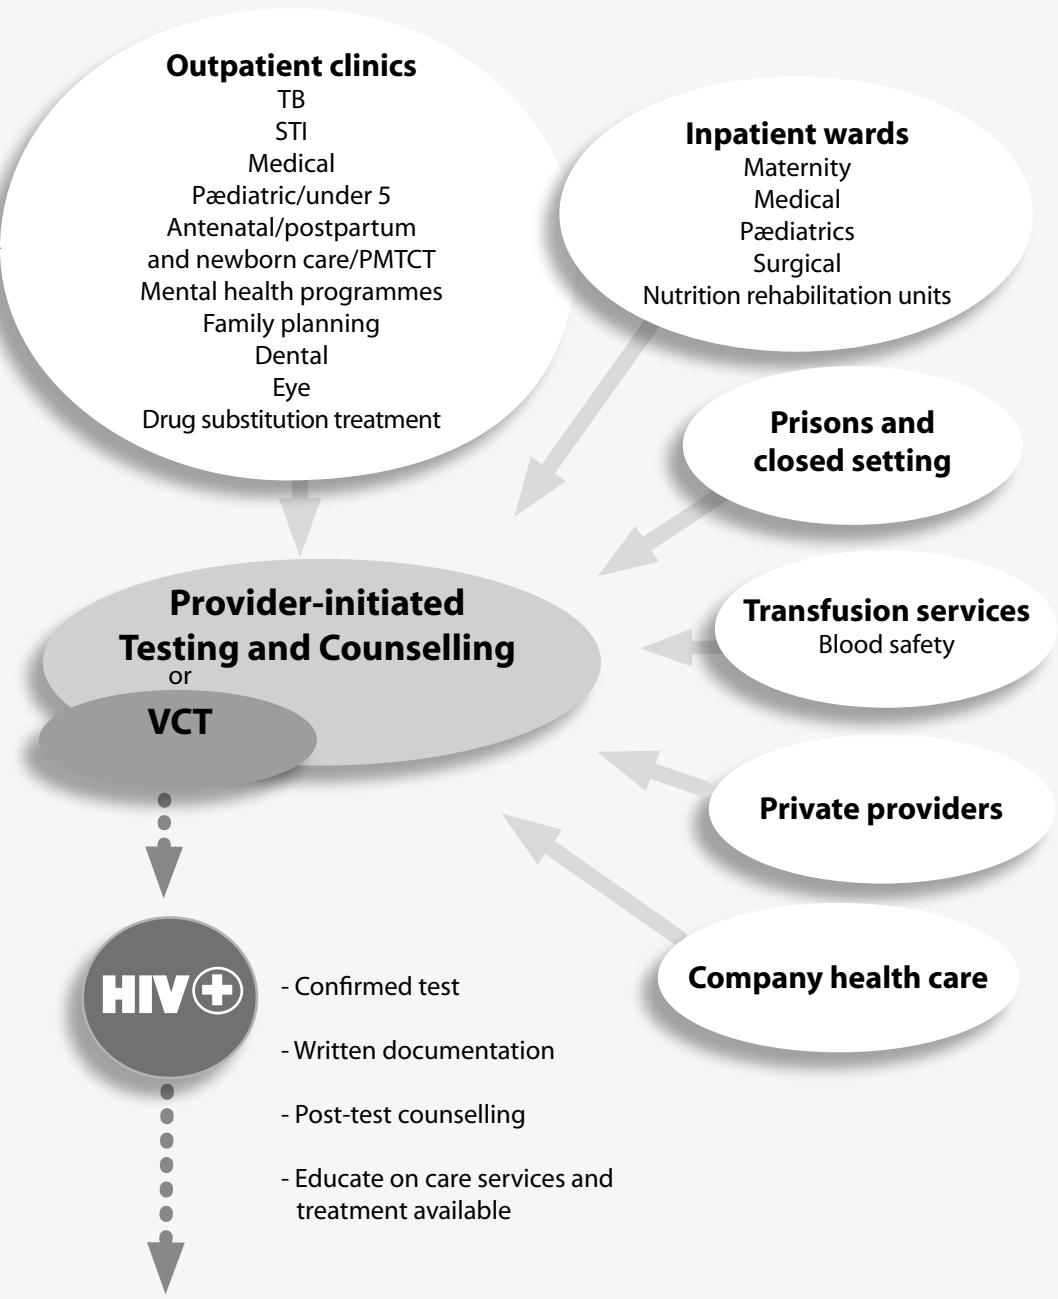 Outpatient clinics
TB
STI
Medical
Pædiatric/under 5
Antenatal/postpartum
and newborn care/PMTCT
Mental health programmes
Family planning
Dental
Eye
Drug substitution treatment
Inpatient wards
Maternity
Medical
Pædiatrics
Surgical
Nutrition rehabilitation units
Prisons and
closed setting
Transfusion services
Blood safety
Private providers
Company health care
Provider-initiated
Testing and Counselling
or
VCT
HIV+
- Confirmed test
- Written documentation
- Post-test counselling
- Educate on care services and
treatment available